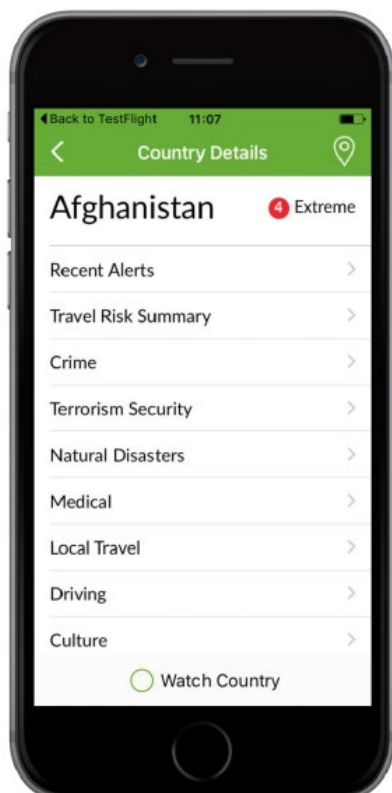 Back to TestFlight 11:07
Country Details
Afghanistan 4 Extreme
Recent Alerts
Travel Risk Summary
Crime
Terrorism Security
Natural Disasters
Medical
Local Travel
Driving
Culture
Watch Country